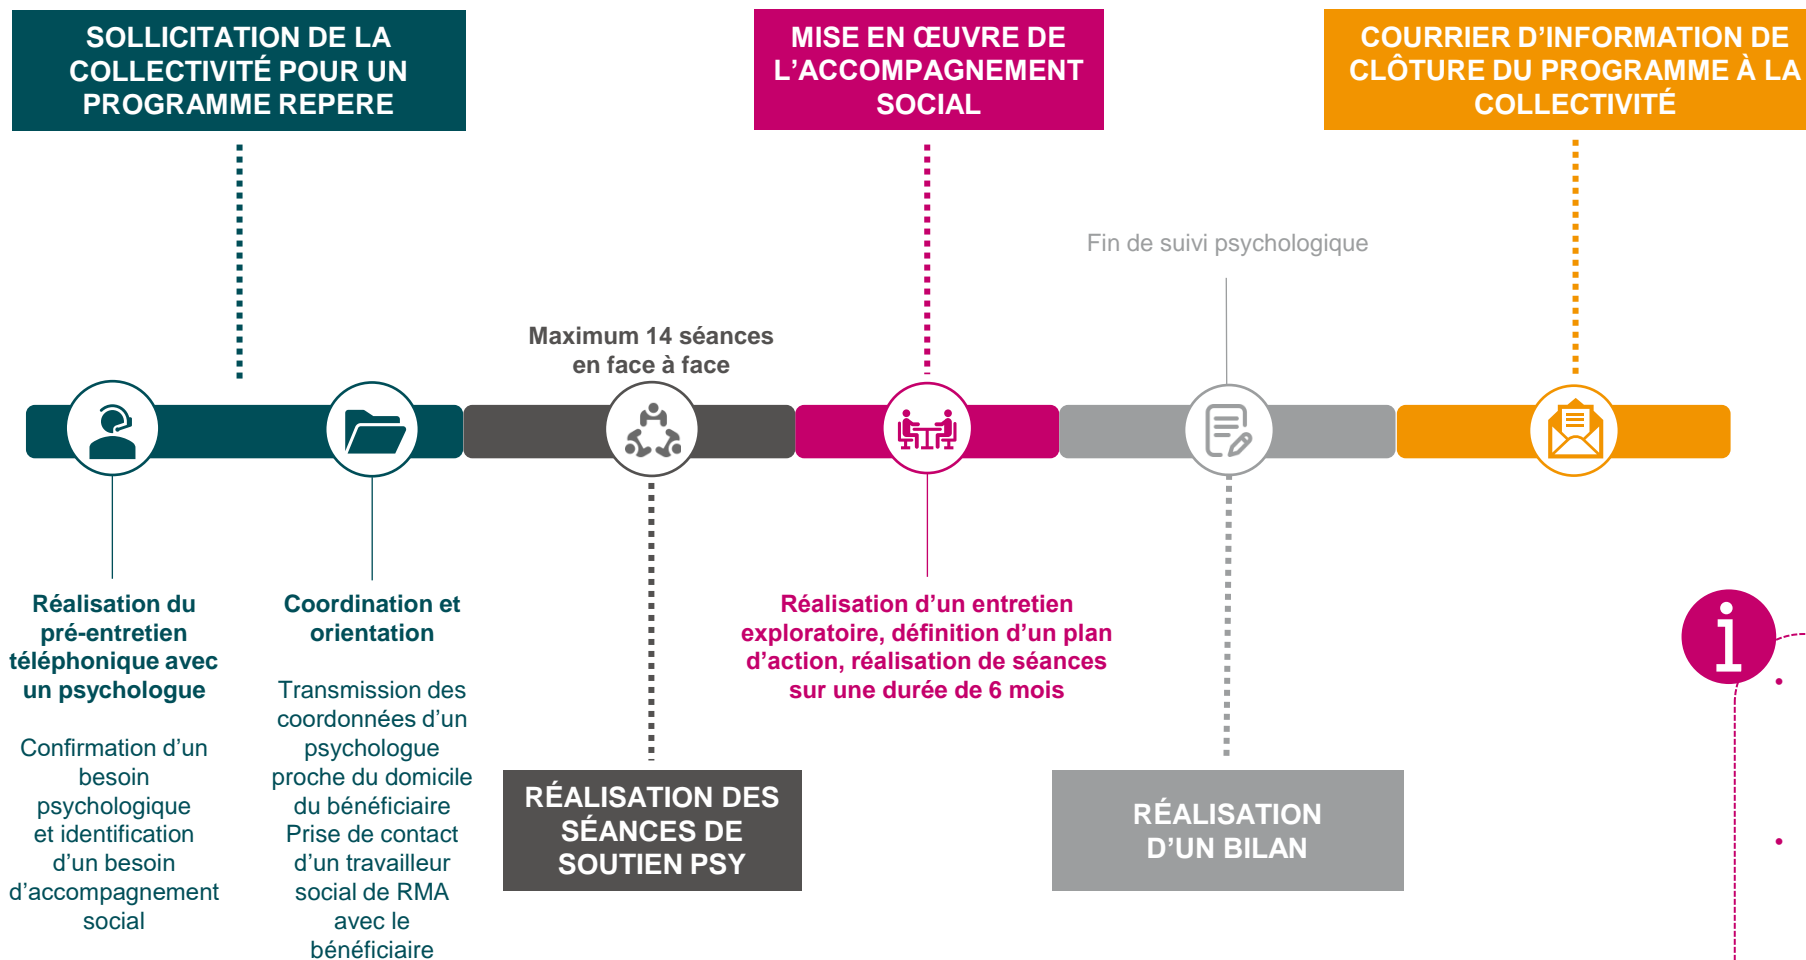 SOLLICITATION DE LA
COLLECTIVITÉ POUR UN
PROGRAMME REPERE
MISE EN ŒUVRE DE
L'ACCOMPAGNEMENT
SOCIAL
COURRIER D'INFORMATION DE
CLÔTURE DU PROGRAMME À LA
COLLECTIVITÉ
Fin de suivi psychologique
Maximum 14 séances
en face à face
Réalisation du
pré-entretien
téléphonique avec
un psychologue
Confirmation d'un
besoin
psychologique
et identification
d'un besoin
d'accompagnement
social
Coordination et
orientation
Transmission des
coordonnées d'un
psychologue
proche du domicile
du bénéficiaire
Prise de contact
d'un travailleur
social de RMA
avec le
bénéficiaire
Réalisation d'un entretien
exploratoire, définition d'un plan
d'action, réalisation de séances
sur une durée de 6 mois
RÉALISATION DES
SÉANCES DE
SOUTIEN PSY
RÉALISATION
D'UN BILAN
i
•
•